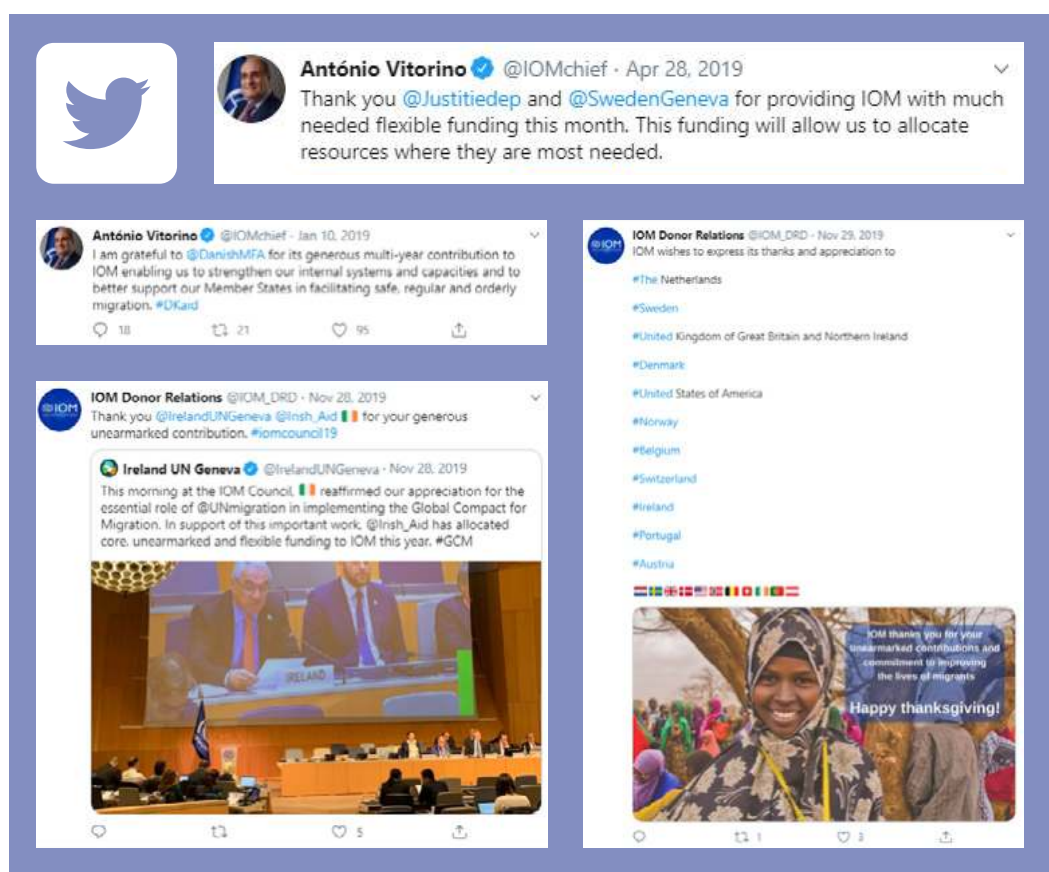 António Vitorino @IOMchief · Apr 28, 2019
Thank you @Justitiedep and @SwedenGeneva for providing IOM with much
needed flexible funding this month. This funding will allow us to allocate
resources where they are most needed.
António Vitorino @IOMchief · Jan 10, 2019
I am grateful to @DanishMFA for its generous multi-year contribution to
IOM enabling us to strengthen our internal systems and capacities and to
better support our Member States in facilitating safe, regular and orderly
migration. #DKaid
18 21 95
IOM
IOM Donor Relations @IOM_DRD · Nov 28, 2019
Thank you @IrelandUNGeneva @Irish_Aid 🇮🇪 for your generous
unearmarked contribution. #iomcouncil19
Ireland UN Geneva @IrelandUNGeneva · Nov 28, 2019
This morning at the IOM Council, 🇮🇪 reaffirmed our appreciation for the
essential role of @UNmigration in implementing the Global Compact for
Migration. In support of this important work, @Irish_Aid has allocated
core, unearmarked and flexible funding to IOM this year. #GCM
IRELAND
5
IOM
IOM Donor Relations @IOM_DRD · Nov 29, 2019
IOM wishes to express its thanks and appreciation to
#The Netherlands
#Sweden
#United Kingdom of Great Britain and Northern Ireland
#Denmark
#United States of America
#Norway
#Belgium
#Switzerland
#Ireland
#Portugal
#Austria
🇳🇱🇸🇪🇬🇧🇩🇰🇺🇸🇳🇴🇧🇪🇨🇭🇮🇪🇵🇹🇦🇹
IOM thanks you for your
unearmarked contributions and
commitment to improving
the lives of migrants
Happy thanksgiving!
1 3